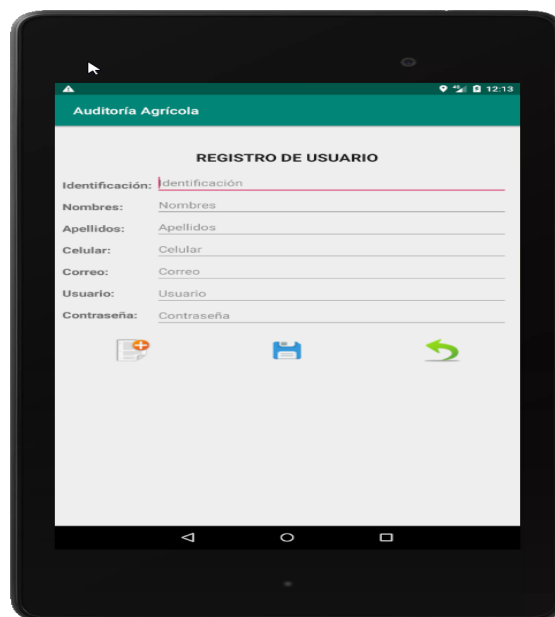 12:13
Auditoría Agrícola
REGISTRO DE USUARIO
Identificación: Identificación
Nombres: Nombres
Apellidos: Apellidos
Celular: Celular
Correo: Correo
Usuario: Usuario
Contraseña: Contraseña